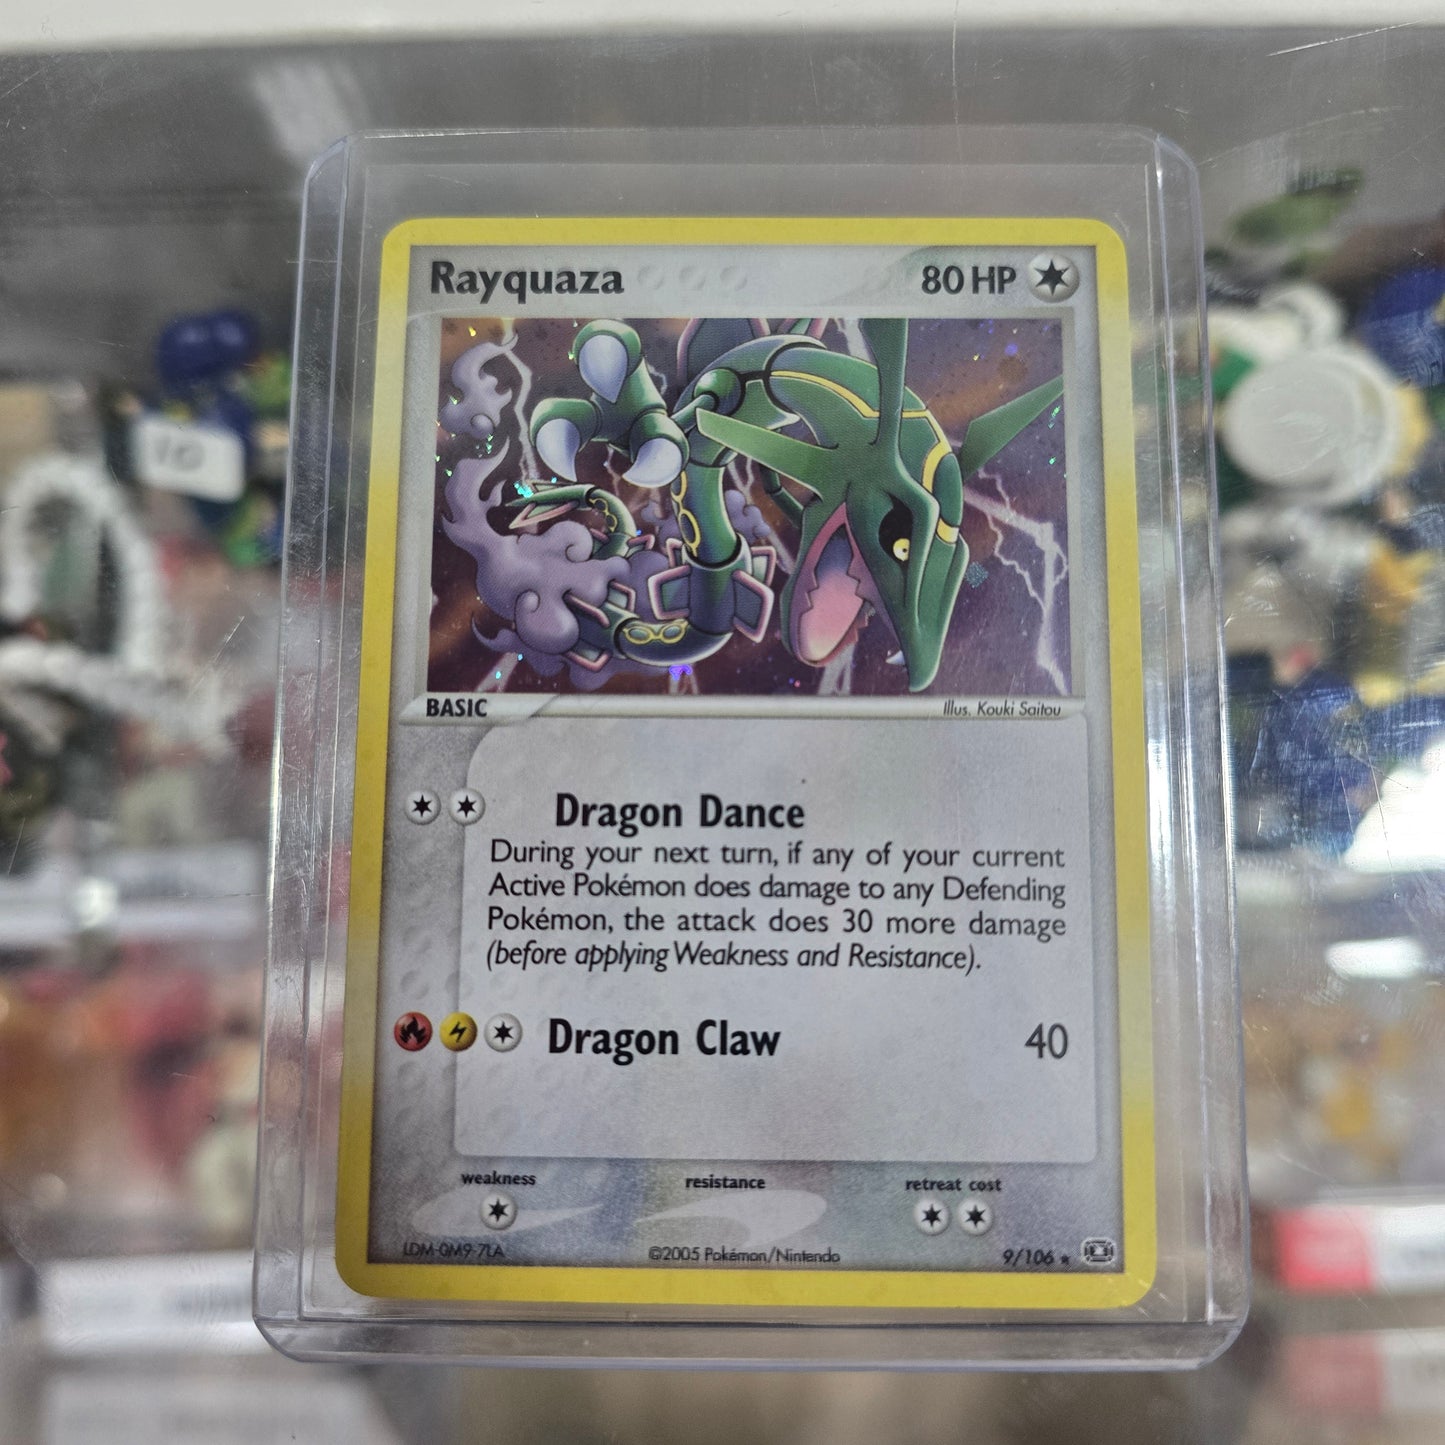 Rayquaza 80 HP
BASIC Illus. Kouki Saitou
Dragon Dance
During your next turn, if any of your current
Active Pokémon does damage to any Defending
Pokémon, the attack does 30 more damage
(before applying Weakness and Resistance).
Dragon Claw 40
weakness resistance retreat cost
LDM-0M9-7LA ©2005 Pokémon/Nintendo 9/106 ★
10